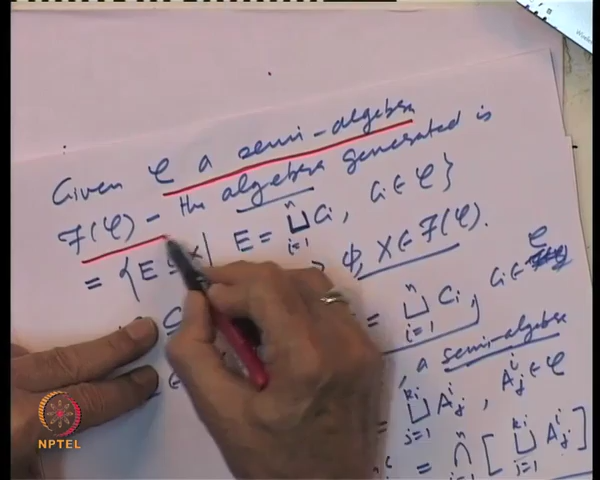 Given 𝒞 a semi-algebra
F(𝒞) - the algebra generated is
= {E ⊆ X | E = ⊔ᵢ₌₁ⁿ Cᵢ, Cᵢ ∈ 𝒞}
ϕ, X ∈ F(𝒞).
= ⊔ᵢ₌₁ⁿ Cᵢ, Cᵢ ∈ 𝒞
, a semi-algebra
= ⊔ⱼ₌₁ᵏⁱ Aⱼⁱ, Aⱼⁱ ∈ 𝒞
= ∩ᵢ₌₁ⁿ [⊔ⱼ₌₁ᵏⁱ Aⱼⁱ]
NPTEL